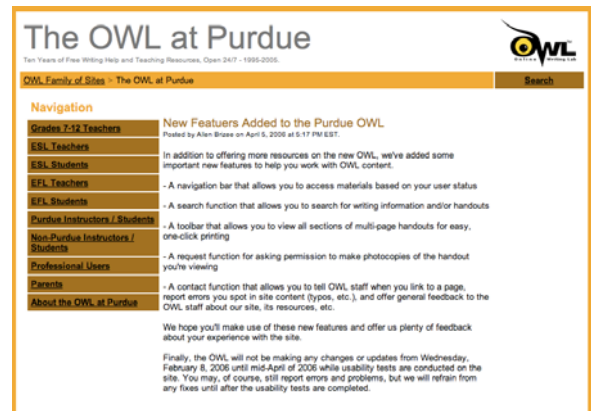 The OWL at Purdue
Ten Years of Free Writing Help and Teaching Resources, Open 24/7 - 1995-2005.
OWL
Online Writing Lab
OWL Family of Sites > The OWL at Purdue
Search
Navigation
Grades 7-12 Teachers
ESL Teachers
ESL Students
EFL Teachers
EFL Students
Purdue Instructors / Students
Non-Purdue Instructors /
Students
Professional Users
Parents
About the OWL at Purdue
New Featuers Added to the Purdue OWL
Posted by Allen Brizee on April 5, 2006 at 5:17 PM EST.
In addition to offering more resources on the new OWL, we've added some
important new features to help you work with OWL content.
- A navigation bar that allows you to access materials based on your user status
- A search function that allows you to search for writing information and/or handouts
- A toolbar that allows you to view all sections of multi-page handouts for easy,
one-click printing
- A request function for asking permission to make photocopies of the handout
you're viewing
- A contact function that allows you to tell OWL staff when you link to a page,
report errors you spot in site content (typos, etc.), and offer general feedback to the
OWL staff about our site, its resources, etc.
We hope you'll make use of these new features and offer us plenty of feedback
about your experience with the site.
Finally, the OWL will not be making any changes or updates from Wednesday,
February 8, 2006 until mid-April of 2006 while usability tests are conducted on the
site. You may, of course, still report errors and problems, but we will refrain from
any fixes until after the usability tests are completed.